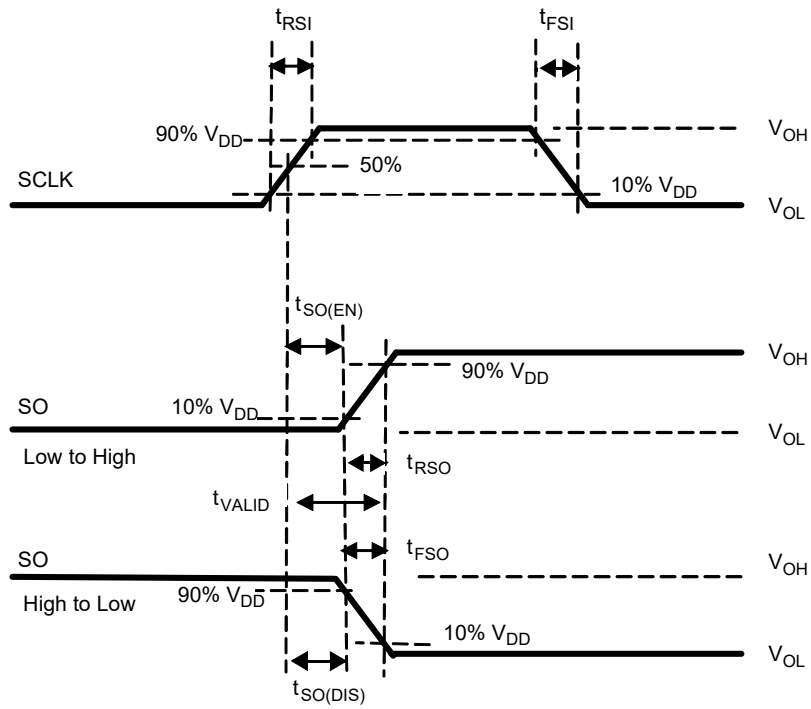 tRSI
tFSI
90% VDD
VOH
50%
SCLK
10% VDD
VOL
tSO(EN)
VOH
90% VDD
10% VDD
SO
VOL
Low to High
tRSO
tVALID
tFSO
SO
VOH
90% VDD
High to Low
10% VDD
VOL
tSO(DIS)